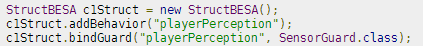 StructBESA c1Struct = new StructBESA();
c1Struct.addBehavior("playerPerception");
c1Struct.bindGuard("playerPerception", SensorGuard.class);